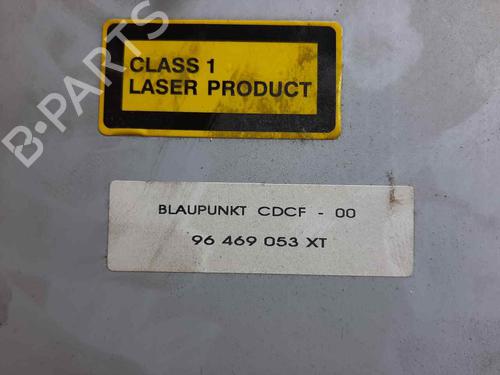 CLASS 1
LASER PRODUCT
B-PARTS
BLAUPUNKT CDCF - 00
96 469 053 XT